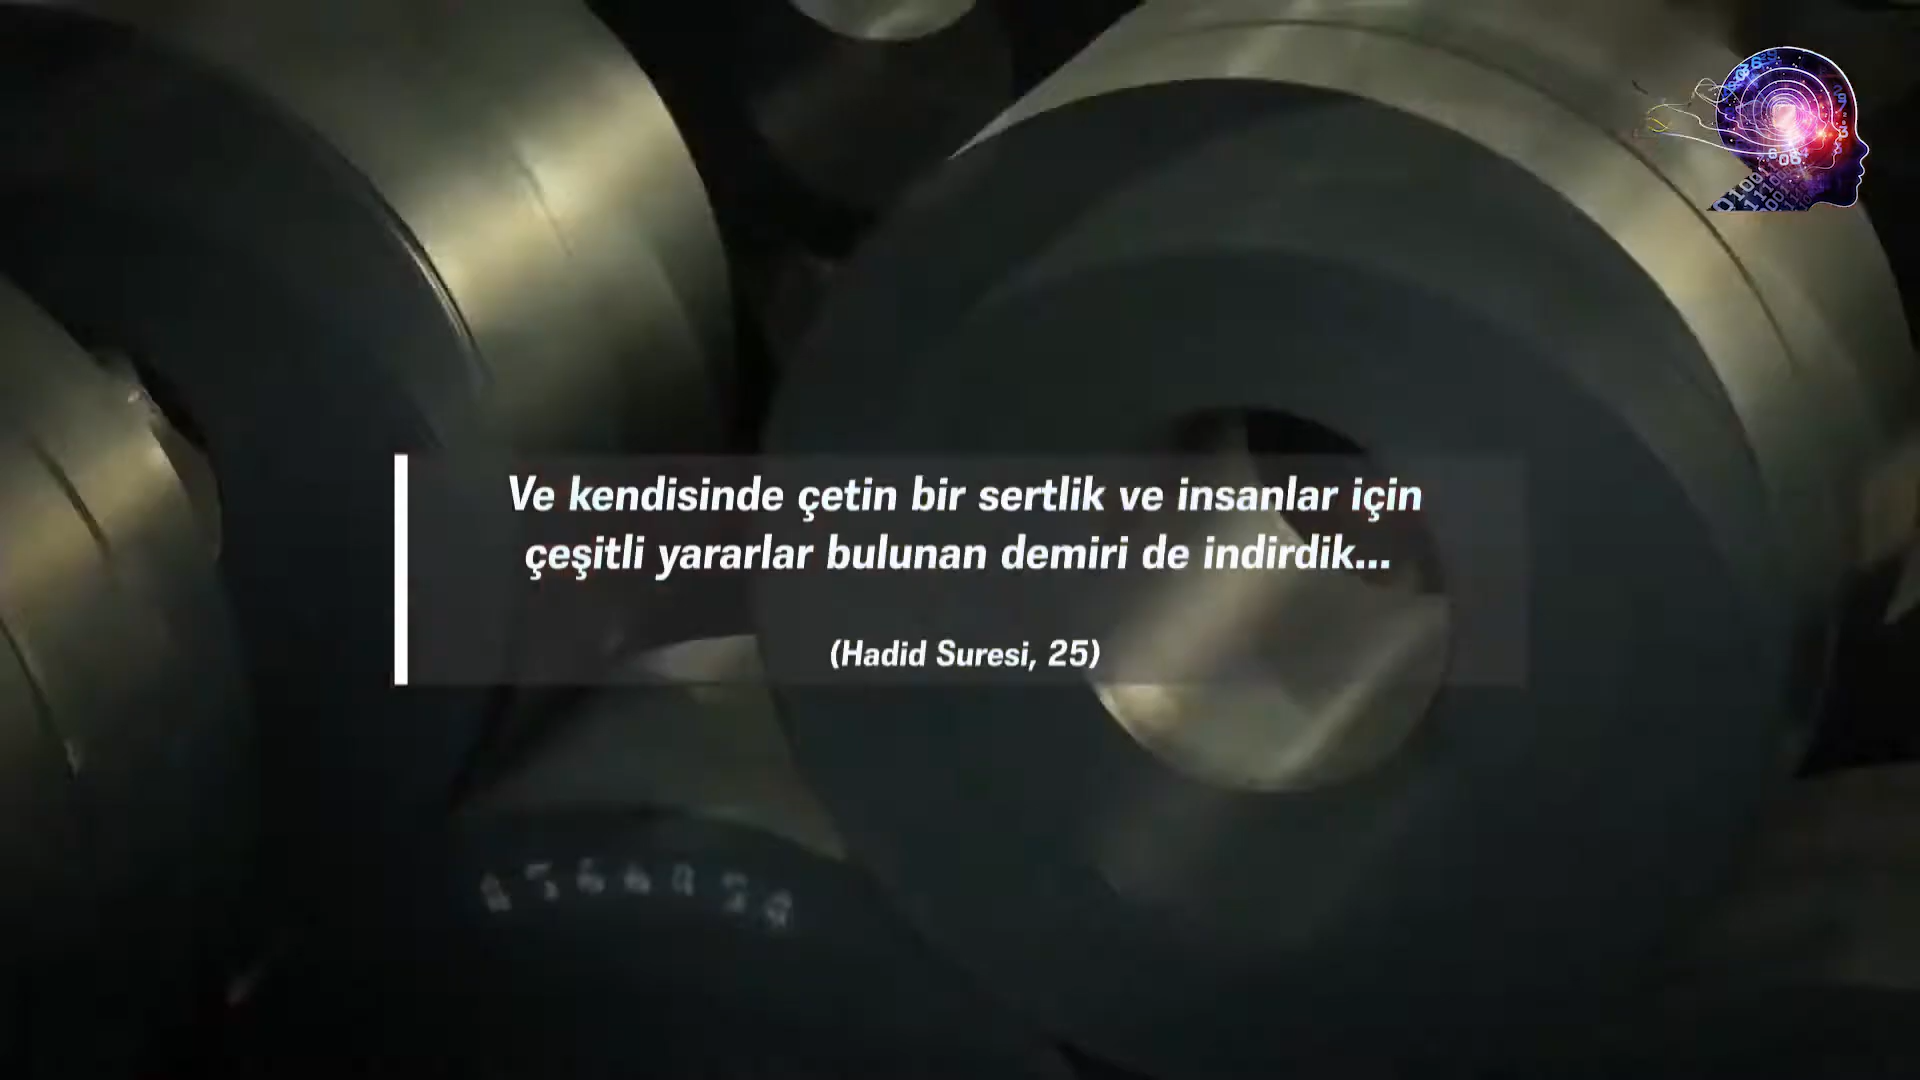 Ve kendisinde çetin bir sertlik ve insanlar için
çeşitli yararlar bulunan demiri de indirdik...
(Hadid Suresi, 25)